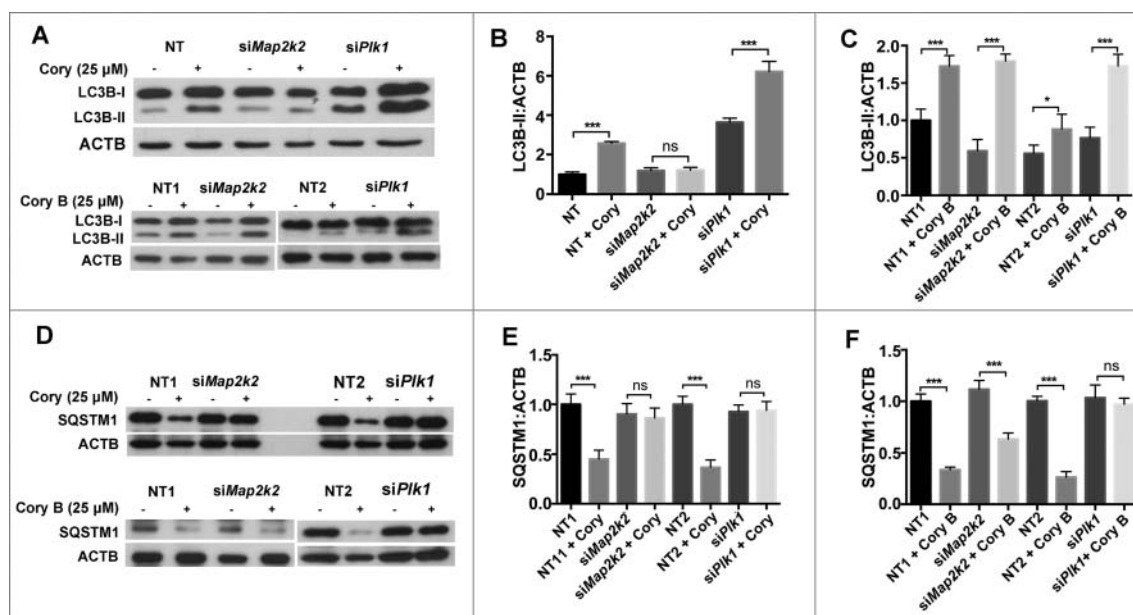 A
NT siMap2k2 siPlk1
Cory (25 µM) - + - + - +
LC3B-I
LC3B-II
ACTB
NT1 siMap2k2 NT2 siPlk1
Cory B (25 µM) - + - + - + - +
LC3B-I
LC3B-II
ACTB
B
LC3B-II:ACTB
8
6
4
2
0
*** ns ***
NT
NT + Cory
siMap2k2
siMap2k2 + Cory
siPlk1
siPlk1 + Cory
C
LC3B-II:ACTB
2.0
1.5
1.0
0.5
0.0
*** *** * ***
NT1
NT1 + Cory B
siMap2k2
siMap2k2 + Cory B
NT2
NT2 + Cory B
siPlk1
siPlk1 + Cory B
D
NT1 siMap2k2 NT2 siPlk1
Cory (25 µM) - + - + - + - +
SQSTM1
ACTB
NT1 siMap2k2 NT2 siPlk1
Cory B (25 µM) - + - + - + - +
SQSTM1
ACTB
E
SQSTM1:ACTB
1.5
1.0
0.5
0.0
*** ns *** ns
NT1
NT11 + Cory
siMap2k2
siMap2k2 + Cory
NT2
NT2 + Cory
siPlk1
siPlk1 + Cory
F
SQSTM1:ACTB
1.5
1.0
0.5
0.0
*** *** *** ns
NT1
NT1 + Cory B
siMap2k2
siMap2k2 + Cory B
NT2
NT2 + Cory B
siPlk1
siPlk1+ Cory B